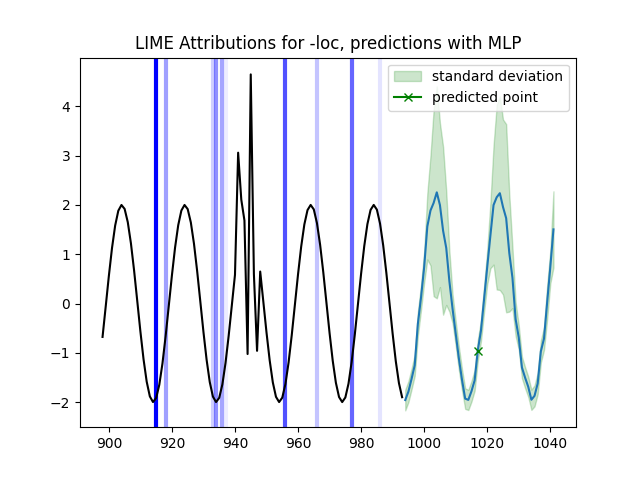 LIME Attributions for -loc, predictions with MLP
standard deviation
predicted point
4
3
2
1
0
−1
−2
900 920 940 960 980 1000 1020 1040